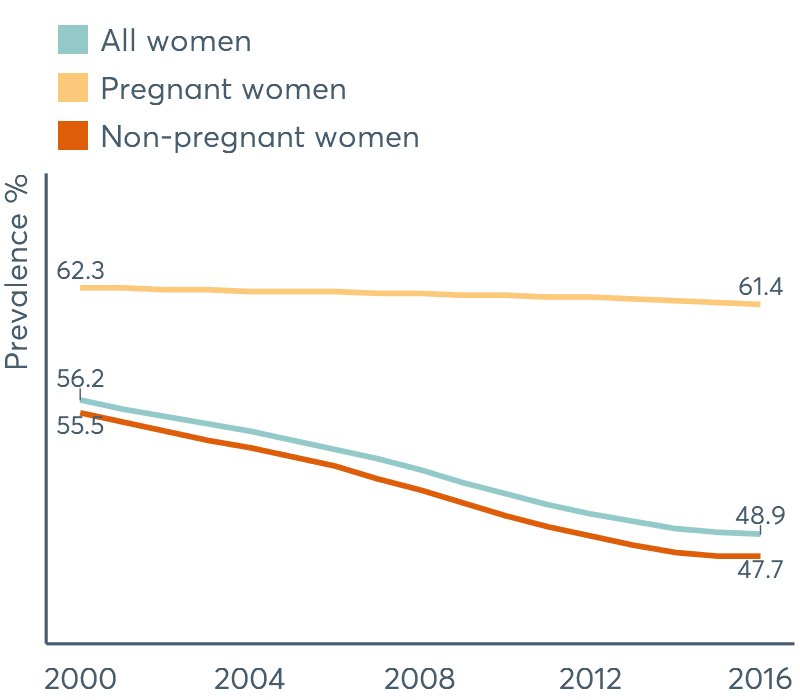 All women
Pregnant women
Non-pregnant women
Prevalence %
62.3
61.4
56.2
55.5
48.9
47.7
2000 2004 2008 2012 2016